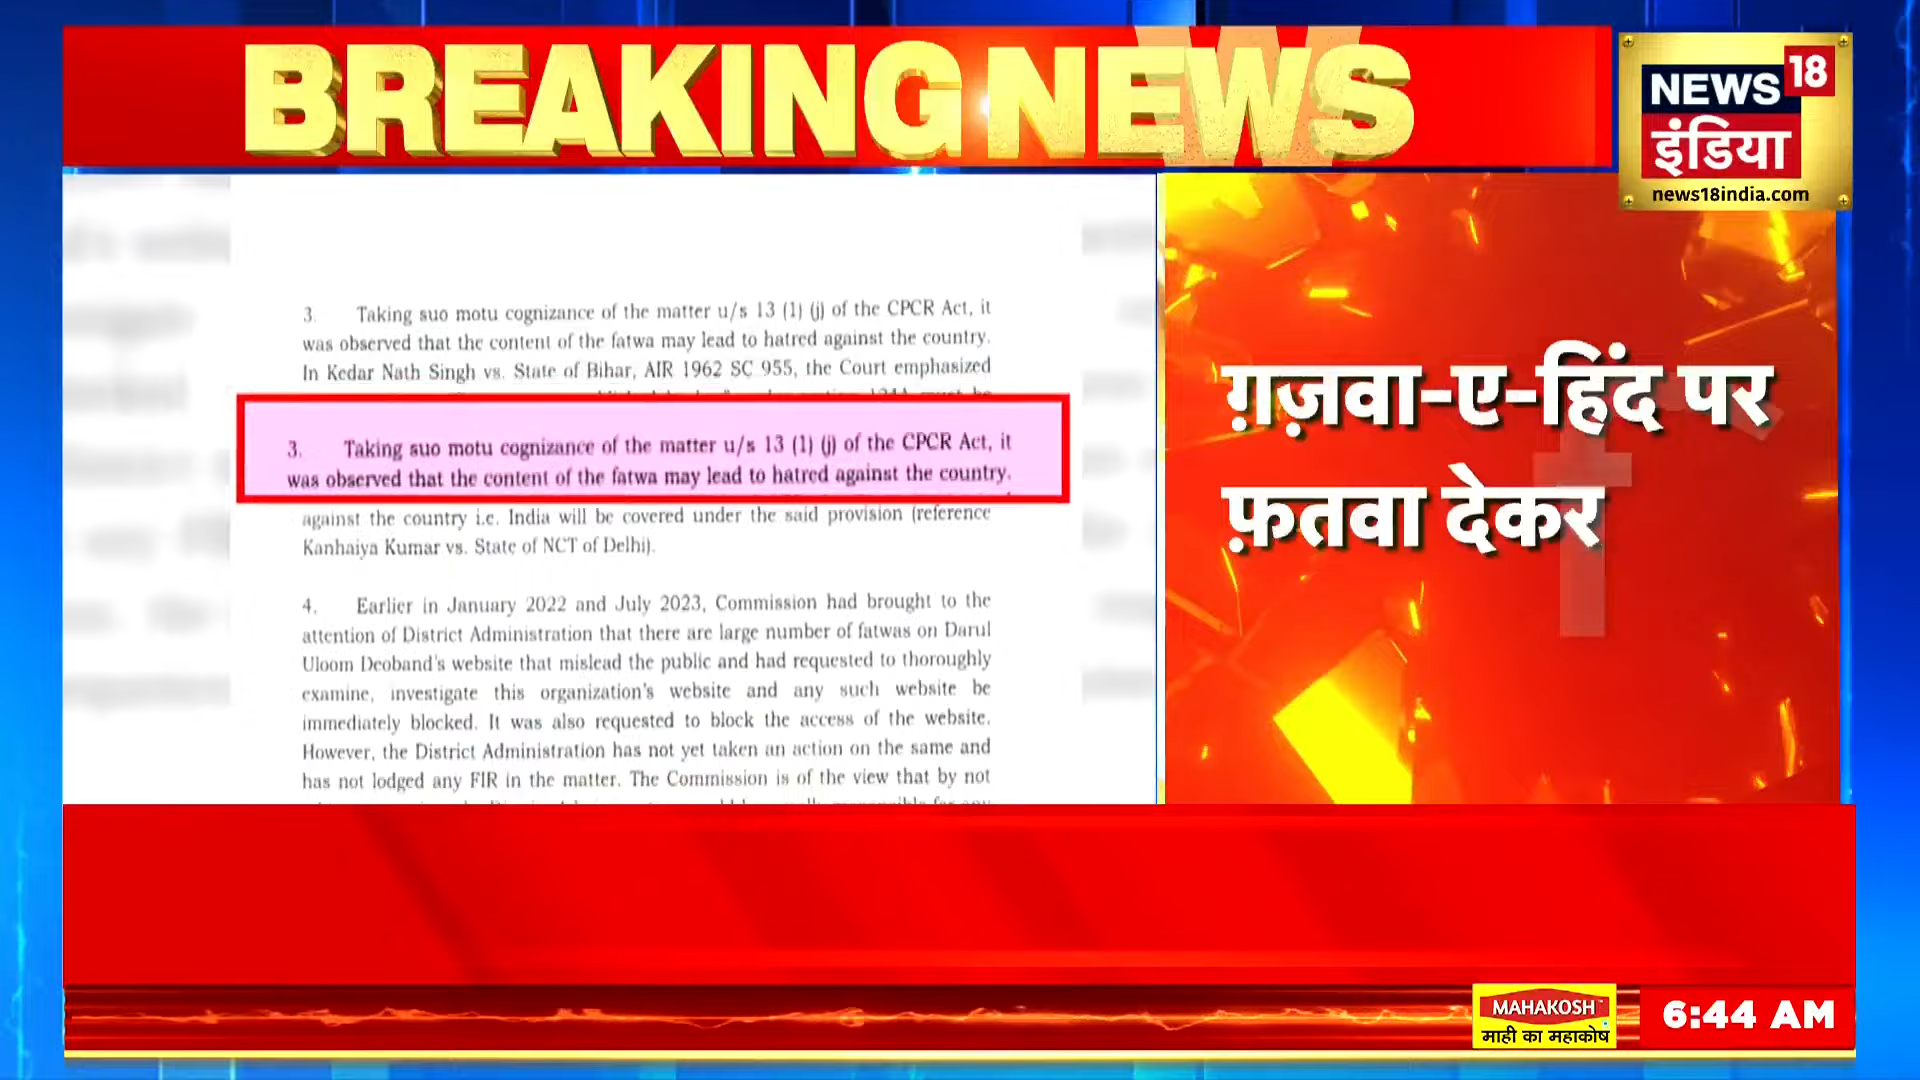 BREAKING NEWS
NEWS 18
इंडिया
news18india.com
3. Taking suo motu cognizance of the matter u/s 13 (1) (j) of the CPCR Act, it
was observed that the content of the fatwa may lead to hatred against the country.
In Kedar Nath Singh vs. State of Bihar, AIR 1962 SC 955, the Court emphasized
3. Taking suo motu cognizance of the matter u/s 13 (1) (j) of the CPCR Act, it
was observed that the content of the fatwa may lead to hatred against the country.
against the country i.e. India will be covered under the said provision (reference
Kanhaiya Kumar vs. State of NCT of Delhi).
4. Earlier in January 2022 and July 2023, Commission had brought to the
attention of District Administration that there are large number of fatwas on Darul
Uloom Deoband's website that mislead the public and had requested to thoroughly
examine, investigate this organization's website and any such website be
immediately blocked. It was also requested to block the access of the website.
However, the District Administration has not yet taken an action on the same and
has not lodged any FIR in the matter. The Commission is of the view that by not
ग़ज़वा-ए-हिंद पर
फ़तवा देकर
MAHAKOSH
माही का महाकोष
6:44 AM